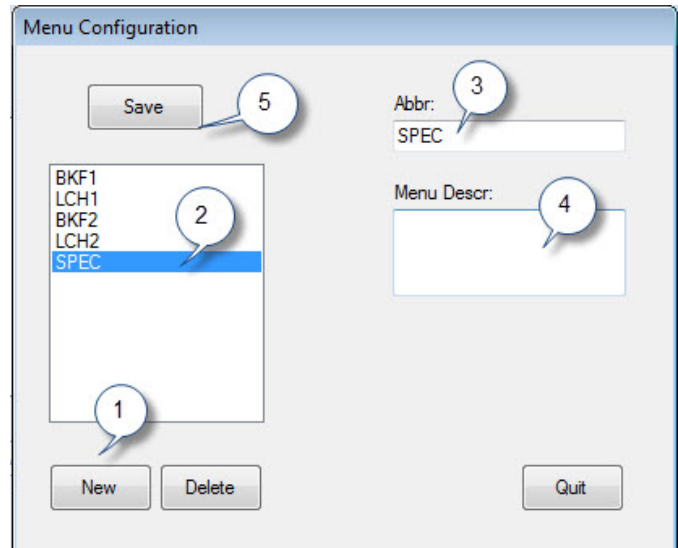 Menu Configuration
Save
5
3
Abbr:
SPEC
BKF1
LCH1
BKF2
LCH2
SPEC
2
Menu Descr:
4
1
New
Delete
Quit